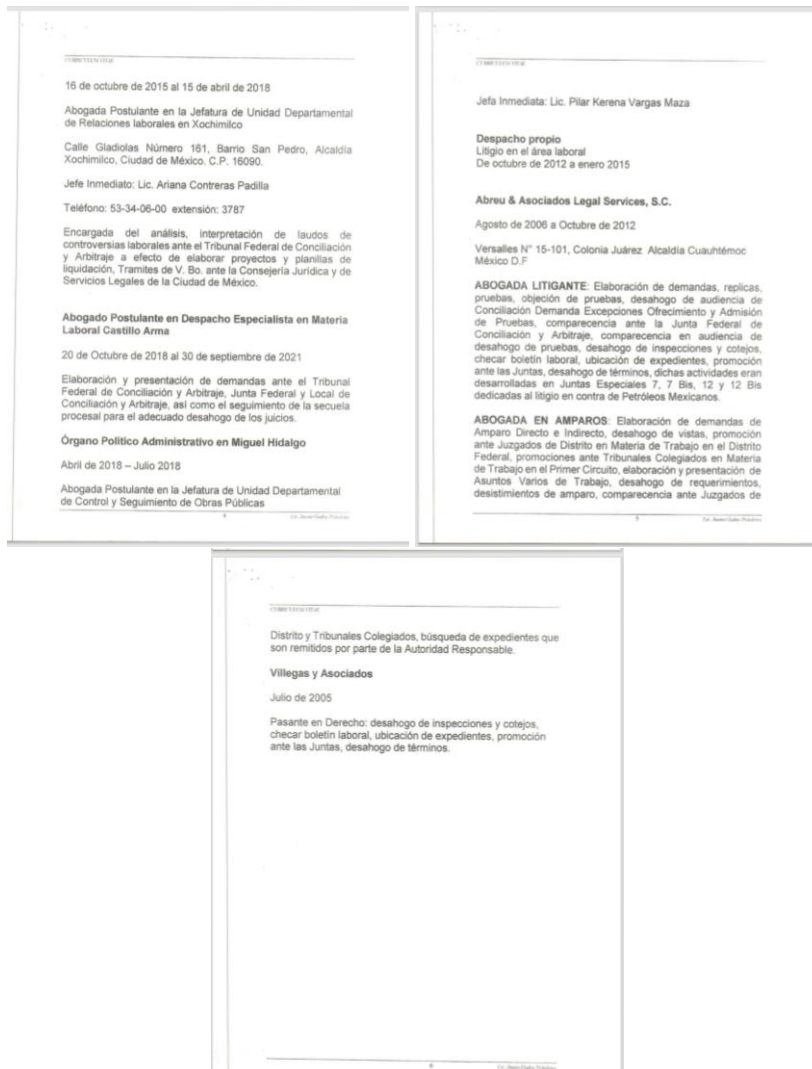 CURRICULUM VITAE
16 de octubre de 2015 al 15 de abril de 2018
Abogada Postulante en la Jefatura de Unidad Departamental
de Relaciones laborales en Xochimilco
Calle Gladiolas Número 161, Barrio San Pedro, Alcaldía
Xochimilco, Ciudad de México. C.P. 16090.
Jefe Inmediato: Lic. Ariana Contreras Padilla
Teléfono: 53-34-06-00 extensión: 3787
Encargada del análisis, interpretación de laudos de
controversias laborales ante el Tribunal Federal de Conciliación
y Arbitraje a efecto de elaborar proyectos y planillas de
liquidación, Tramites de V. Bo. ante la Consejería Jurídica y de
Servicios Legales de la Ciudad de México.
Abogado Postulante en Despacho Especialista en Materia
Laboral Castillo Arma
20 de Octubre de 2018 al 30 de septiembre de 2021
Elaboración y presentación de demandas ante el Tribunal
Federal de Conciliación y Arbitraje, Junta Federal y Local de
Conciliación y Arbitraje, así como el seguimiento de la secuela
procesal para el adecuado desahogo de los juicios.
Órgano Político Administrativo en Miguel Hidalgo
Abril de 2018 – Julio 2018
Abogada Postulante en la Jefatura de Unidad Departamental
de Control y Seguimiento de Obras Públicas
4
CURRICULUM VITAE
Jefa Inmediata: Lic. Pilar Kerena Vargas Maza
Despacho propio
Litigio en el área laboral
De octubre de 2012 a enero 2015
Abreu & Asociados Legal Services, S.C.
Agosto de 2006 a Octubre de 2012
Versalles N° 15-101, Colonia Juárez Alcaldía Cuauhtémoc
México D.F
ABOGADA LITIGANTE: Elaboración de demandas, replicas,
pruebas, objeción de pruebas, desahogo de audiencia de
Conciliación Demanda Excepciones Ofrecimiento y Admisión
de Pruebas, comparecencia ante la Junta Federal de
Conciliación y Arbitraje, comparecencia en audiencia de
desahogo de pruebas, desahogo de inspecciones y cotejos,
checar boletín laboral, ubicación de expedientes, promoción
ante las Juntas, desahogo de términos, dichas actividades eran
desarrolladas en Juntas Especiales 7, 7 Bis, 12 y 12 Bis
dedicadas al litigio en contra de Petróleos Mexicanos.
ABOGADA EN AMPAROS: Elaboración de demandas de
Amparo Directo e Indirecto, desahogo de vistas, promoción
ante Juzgados de Distrito en Materia de Trabajo en el Distrito
Federal, promociones ante Tribunales Colegiados en Materia
de Trabajo en el Primer Circuito, elaboración y presentación de
Asuntos Varios de Trabajo, desahogo de requerimientos,
desistimientos de amparo, comparecencia ante Juzgados de
5
CURRICULUM VITAE
Distrito y Tribunales Colegiados, búsqueda de expedientes que
son remitidos por parte de la Autoridad Responsable.
Villegas y Asociados
Julio de 2005
Pasante en Derecho: desahogo de inspecciones y cotejos,
checar boletín laboral, ubicación de expedientes, promoción
ante las Juntas, desahogo de términos.
6